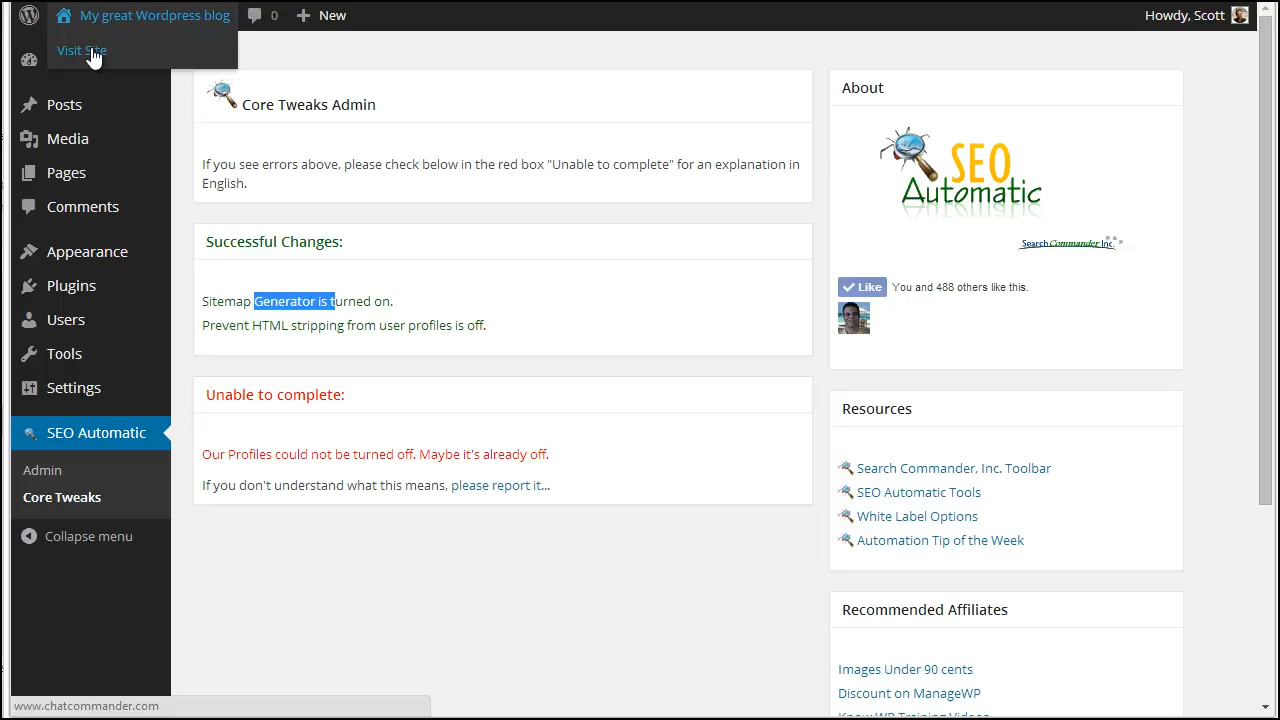 My great Wordpress blog
0
New
Howdy, Scott
Visit Site
Posts
Media
Pages
Comments
Appearance
Plugins
Users
Tools
Settings
SEO Automatic
Admin
Core Tweaks
Collapse menu
Core Tweaks Admin
If you see errors above, please check below in the red box "Unable to complete" for an explanation in
English.
Successful Changes:
Sitemap Generator is turned on.
Prevent HTML stripping from user profiles is off.
Unable to complete:
Our Profiles could not be turned off. Maybe it's already off.
If you don't understand what this means, please report it...
About
SEO
Automatic
Search Commander Inc.
Like
You and 488 others like this.
Resources
Search Commander, Inc. Toolbar
SEO Automatic Tools
White Label Options
Automation Tip of the Week
Recommended Affiliates
Images Under 90 cents
Discount on ManageWP
Know WP Training Videos
www.chatcommander.com